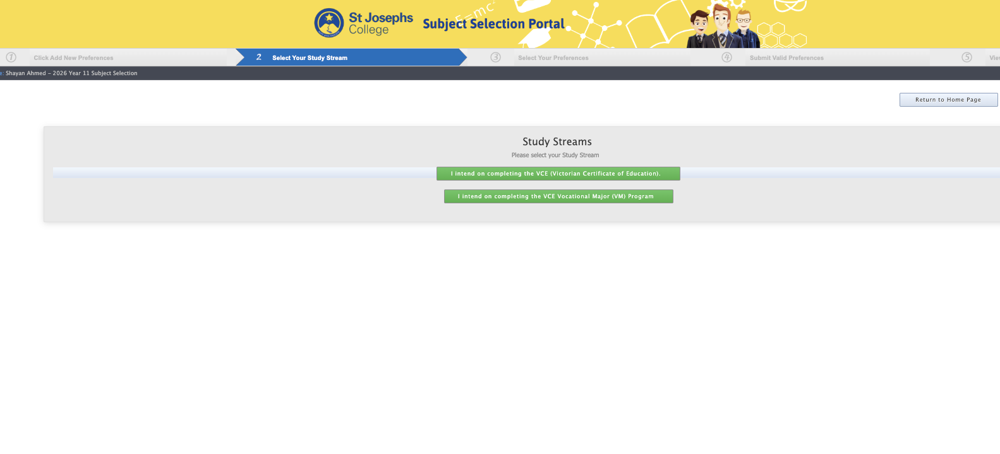 St Josephs
College
Subject Selection Portal
E=mc²
1 Click Add New Preferences
2 Select Your Study Stream
3 Select Your Preferences
4 Submit Valid Preferences
5
e: Shayan Ahmed – 2026 Year 11 Subject Selection
Return to Home Page
Study Streams
Please select your Study Stream
I intend on completing the VCE (Victorian Certificate of Education).
I intend on completing the VCE Vocational Major (VM) Program